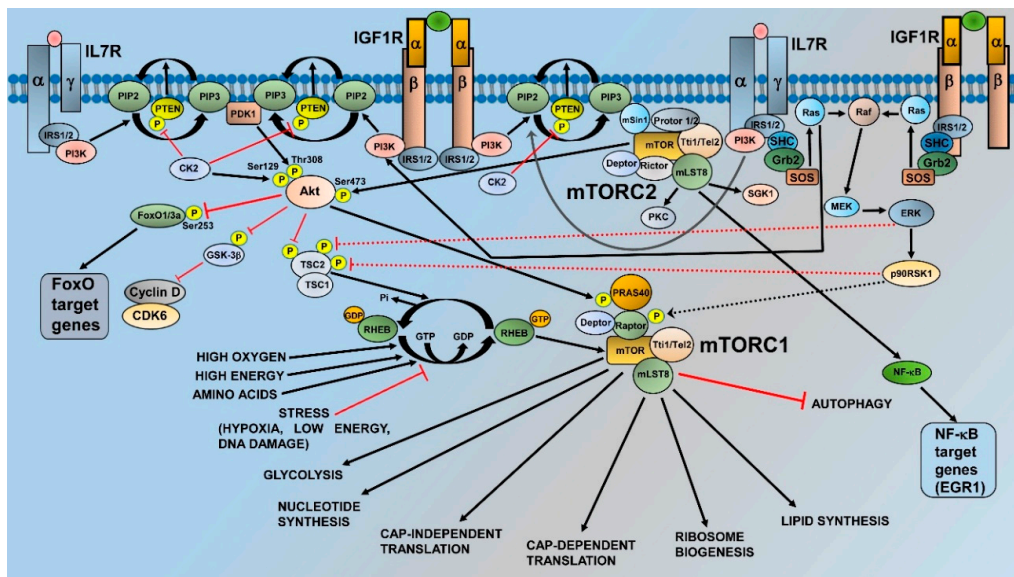 IL7R
α
γ
IRS1/2
PI3K
PIP2
PIP3
PTEN
P
PDK1
PIP3
PIP2
PTEN
P
CK2
IGF1R
α
α
β
β
PI3K
IRS1/2
IRS1/2
PI3K
PIP2
PIP3
PTEN
P
CK2
mSin1
Protor 1/2
mTOR
Tti1/Tel2
Deptor
Rictor
mLST8
mTORC2
PKC
SGK1
IL7R
α
γ
IRS1/2
PI3K
SHC
Grb2
SOS
Ras
Raf
Ras
IGF1R
α
α
β
β
IRS1/2
SHC
Grb2
SOS
MEK
ERK
p90RSK1
Ser129
Thr308
Ser473
P
P
P
Akt
FoxO1/3a
P
Ser253
FoxO
target
genes
P
GSK-3β
Cyclin D
CDK6
P
P
P
TSC2
TSC1
Pi
GDP
RHEB
GTP
GDP
RHEB
GTP
PRAS40
P
P
Deptor
Raptor
mTOR
Tti1/Tel2
mLST8
mTORC1
HIGH OXYGEN
HIGH ENERGY
AMINO ACIDS
STRESS
(HYPOXIA, LOW ENERGY,
DNA DAMAGE)
GLYCOLYSIS
NUCLEOTIDE
SYNTHESIS
CAP-INDEPENDENT
TRANSLATION
CAP-DEPENDENT
TRANSLATION
RIBOSOME
BIOGENESIS
LIPID SYNTHESIS
AUTOPHAGY
NF-κB
NF-κB
target
genes
(EGR1)